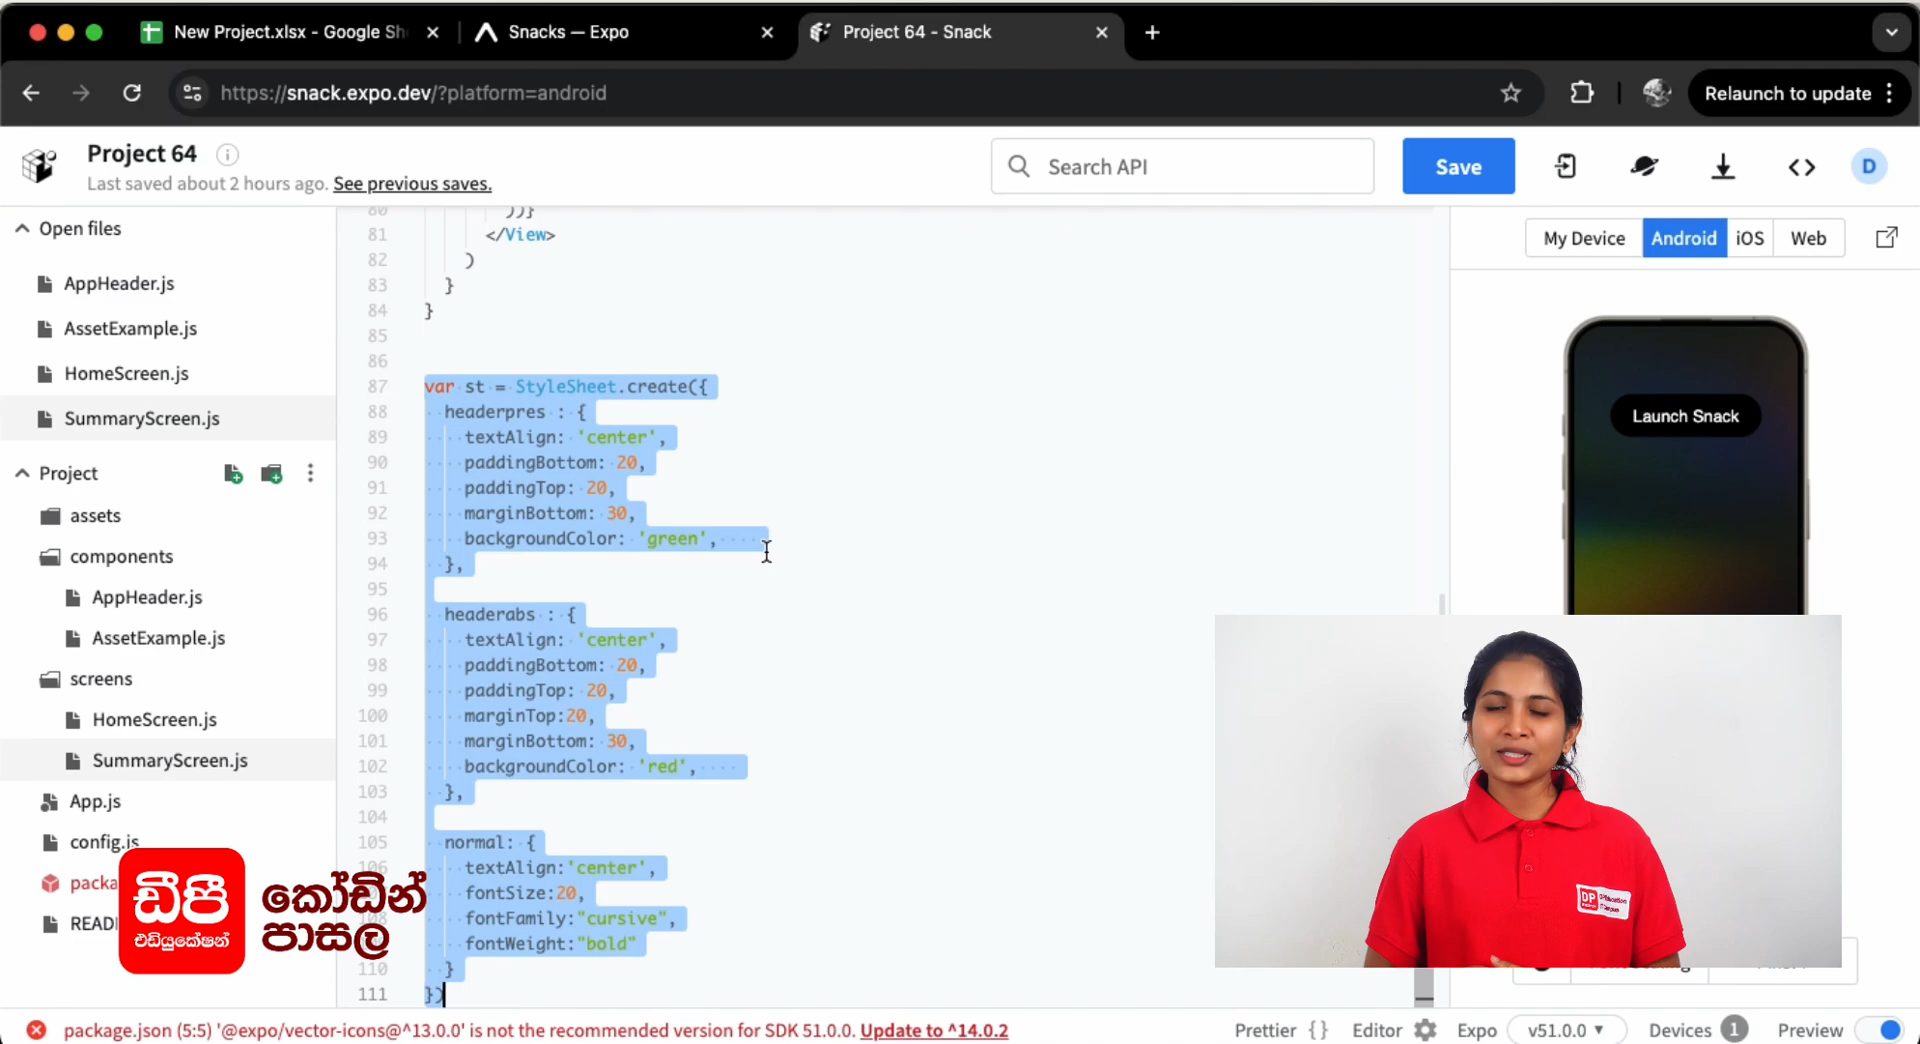 New Project.xlsx - Google Sh
Snacks — Expo
Project 64 - Snack
https://snack.expo.dev/?platform=android
Relaunch to update
Project 64
Last saved about 2 hours ago. See previous saves.
Search API
Save
D
Open files
AppHeader.js
AssetExample.js
HomeScreen.js
SummaryScreen.js
Project
assets
components
AppHeader.js
AssetExample.js
screens
HomeScreen.js
SummaryScreen.js
App.js
config.js
packa
READ
80 ))}
81 </View>
82 )
83 }
84 }
85
86
87 var st = StyleSheet.create({
88 headerpres : {
89 textAlign: 'center',
90 paddingBottom: 20,
91 paddingTop: 20,
92 marginBottom: 30,
93 backgroundColor: 'green',
94 },
95
96 headerabs : {
97 textAlign: 'center',
98 paddingBottom: 20,
99 paddingTop: 20,
100 marginTop:20,
101 marginBottom: 30,
102 backgroundColor: 'red',
103 },
104
105 normal: {
106 textAlign:'center',
fontSize:20,
108 fontFamily:"cursive",
fontWeight:"bold"
110 }
111 })
My Device
Android
iOS
Web
Launch Snack
DP
ඩීපී
එඩියුකේෂන්
කෝඩින්
පාසල
package.json (5:5) '@expo/vector-icons@^13.0.0' is not the recommended version for SDK 51.0.0. Update to ^14.0.2
Prettier { }
Editor
Expo
v51.0.0
Devices 1
Preview